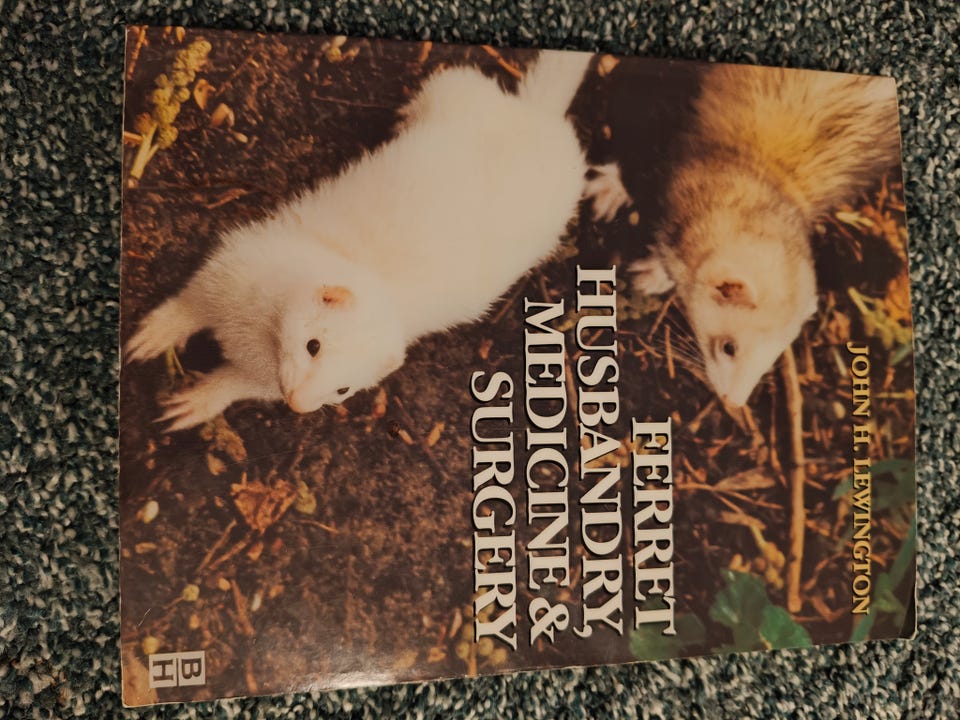 JOHN H. LEWINGTON
FERRET
HUSBANDRY,
MEDICINE &
SURGERY
B
H